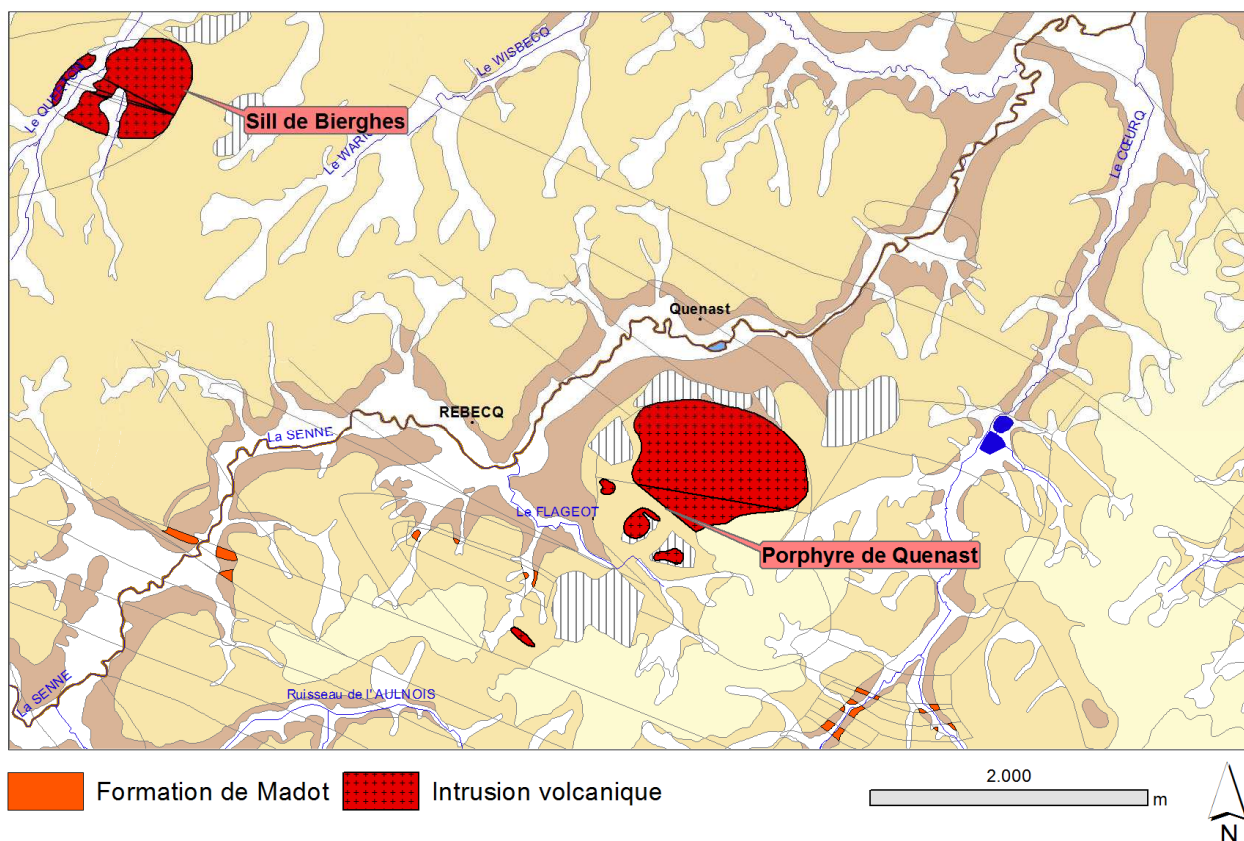 Le WISBECQ
Sill de Bierghes
Le WARI
Le CŒURQ
Quenast
REBECQ
La SENNE
Le FLAGEOT
Porphyre de Quenast
La SENNE
Ruisseau de l'AULNOIS
Formation de Madot
Intrusion volcanique
2.000
m
N